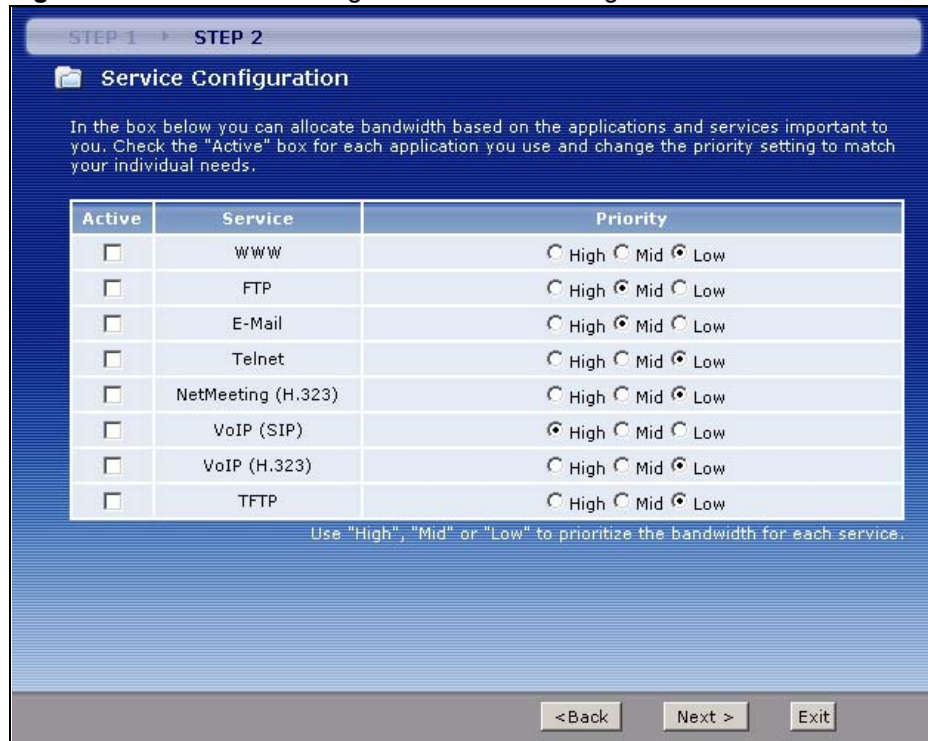 STEP 1 STEP 2
Service Configuration
In the box below you can allocate bandwidth based on the applications and services important to
you. Check the "Active" box for each application you use and change the priority setting to match
your individual needs.
Active Service Priority
WWW High Mid Low
FTP High Mid Low
E-Mail High Mid Low
Telnet High Mid Low
NetMeeting (H.323) High Mid Low
VoIP (SIP) High Mid Low
VoIP (H.323) High Mid Low
TFTP High Mid Low
Use "High", "Mid" or "Low" to prioritize the bandwidth for each service.
<Back Next > Exit